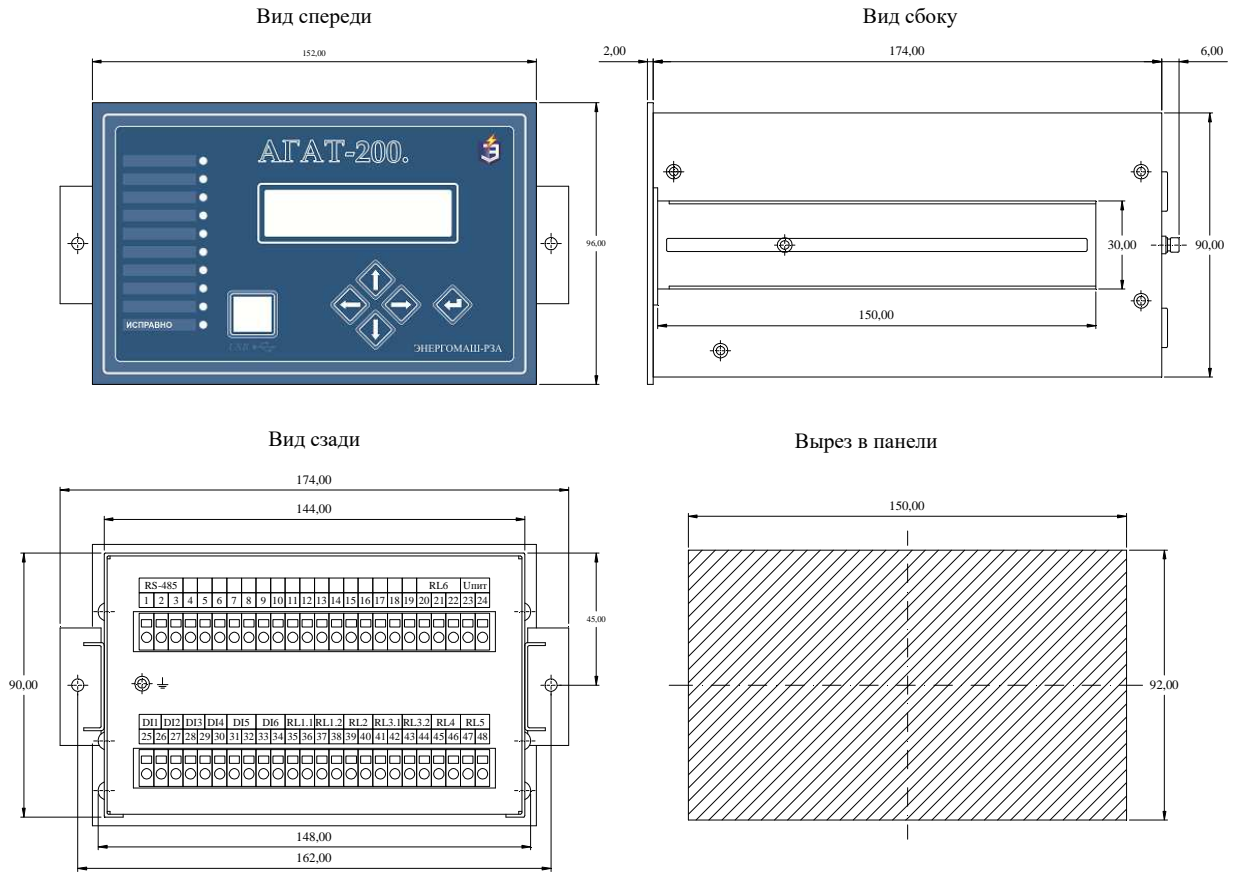 Вид спереди
Вид сбоку
152,00
2,00
174,00
6,00
АГАТ-200.
96,00
30,00
90,00
150,00
ИСПРАВНО
USB
ЭНЕРГОМАШ-РЗА
Вид сзади
Вырез в панели
174,00
144,00
150,00
RS-485 RL6 Uпит
1 2 3 4 5 6 7 8 9 10 11 12 13 14 15 16 17 18 19 20 21 22 23 24
45,00
90,00
92,00
DI1 DI2 DI3 DI4 DI5 DI6 RL1.1 RL1.2 RL2 RL3.1 RL3.2 RL4 RL5
25 26 27 28 29 30 31 32 33 34 35 36 37 38 39 40 41 42 43 44 45 46 47 48
148,00
162,00